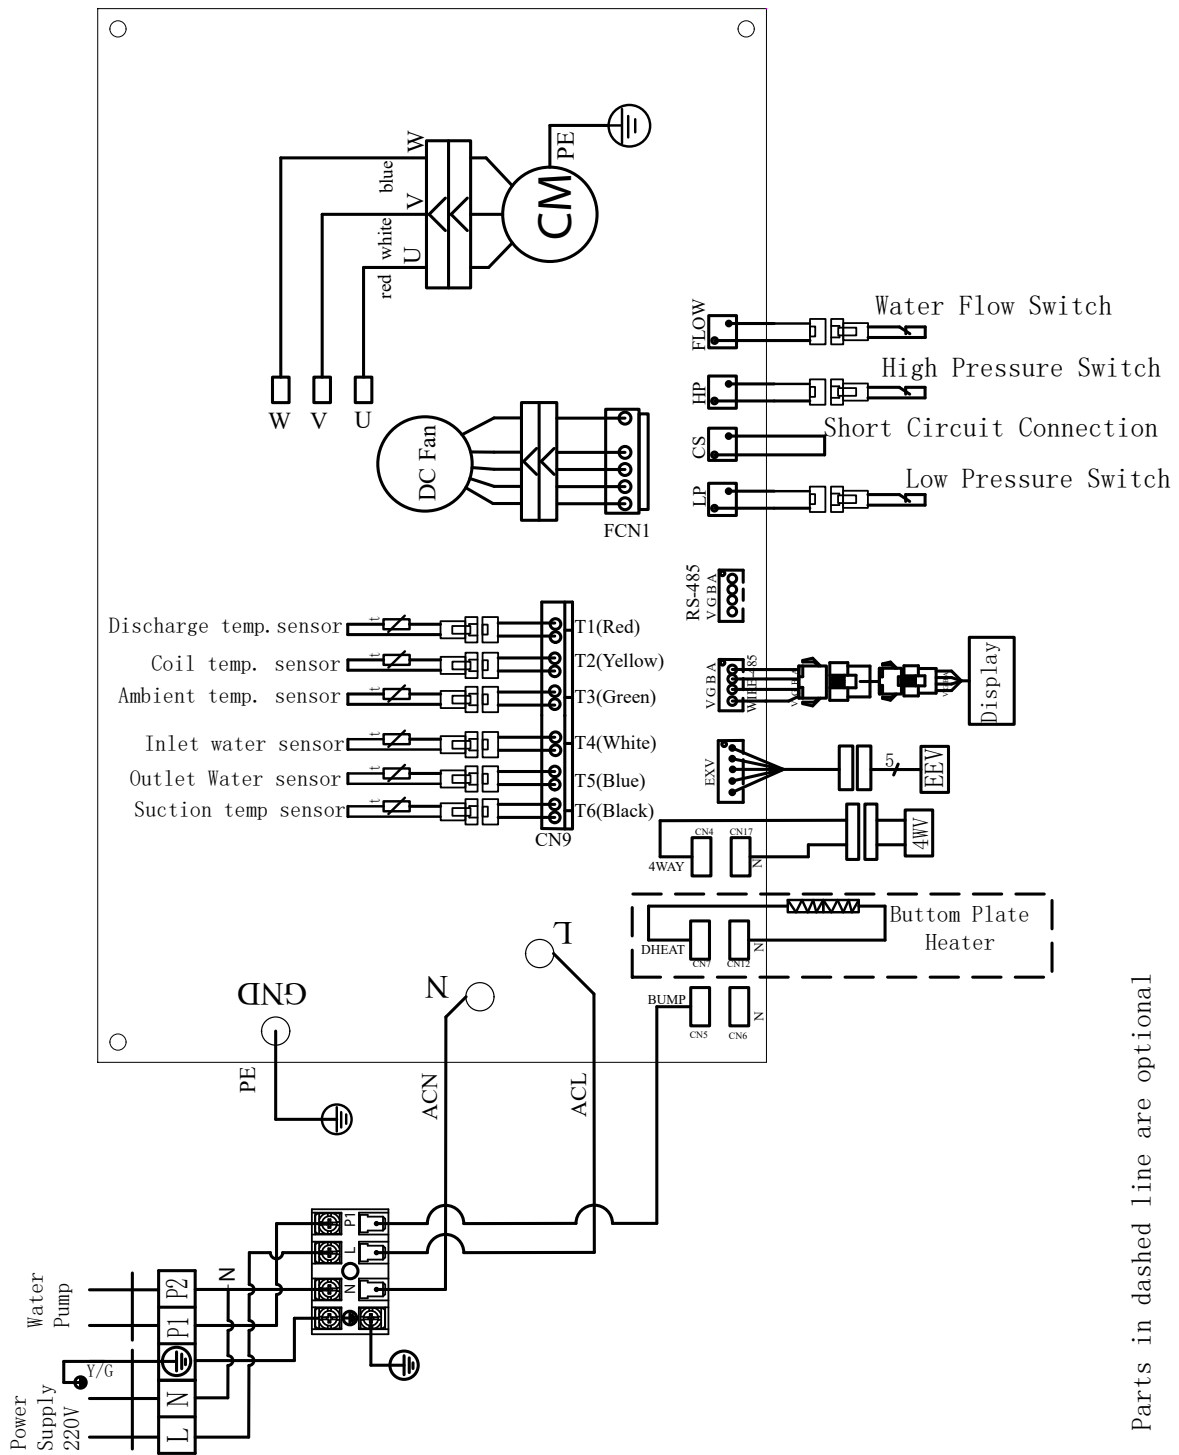 W
V
U
blue
white
red
CM
PE
W
V
U
DC Fan
FCN1
FLOW
Water Flow Switch
HP
High Pressure Switch
CS
Short Circuit Connection
LP
Low Pressure Switch
RS-485
V G B A
V G B A
WIRE-485
Display
EXV
5
EEV
CN4
CN17
4WAY
N
4WV
Discharge temp.sensor
t
T1(Red)
Coil temp. sensor
t
T2(Yellow)
Ambient temp. sensor
t
T3(Green)
Inlet water sensor
t
T4(White)
Outlet Water sensor
t
T5(Blue)
Suction temp sensor
t
T6(Black)
CN9
Buttom Plate
Heater
DHEAT
CN7
CN12
N
BUMP
CN5
CN6
N
L
N
GND
PE
ACN
ACL
P1
L
N
Water
Pump
P2
P1
N
Y/G
Power
Supply
220V
N
L
Parts in dashed line are optional